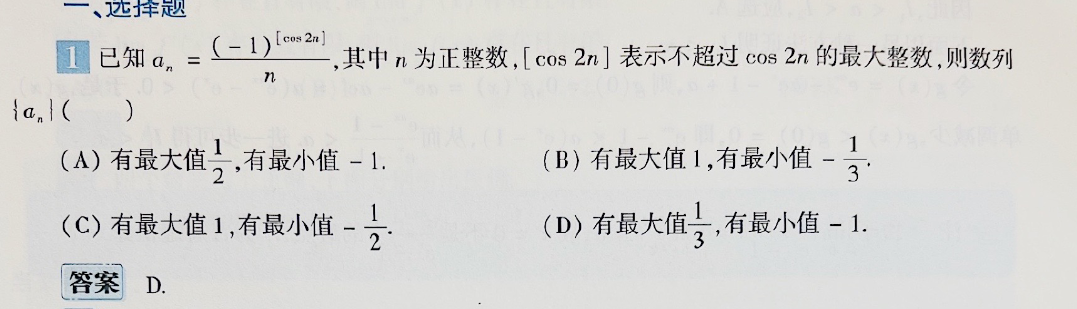 一、选择题
1 已知 aₙ = (-1)^[cos 2n]/n,其中 n 为正整数,[cos 2n] 表示不超过 cos 2n 的最大整数,则数列
{aₙ}( )
(A) 有最大值 1/2,有最小值 -1. (B) 有最大值 1,有最小值 -1/3.
(C) 有最大值 1,有最小值 -1/2. (D) 有最大值 1/3,有最小值 -1.
答案 D.